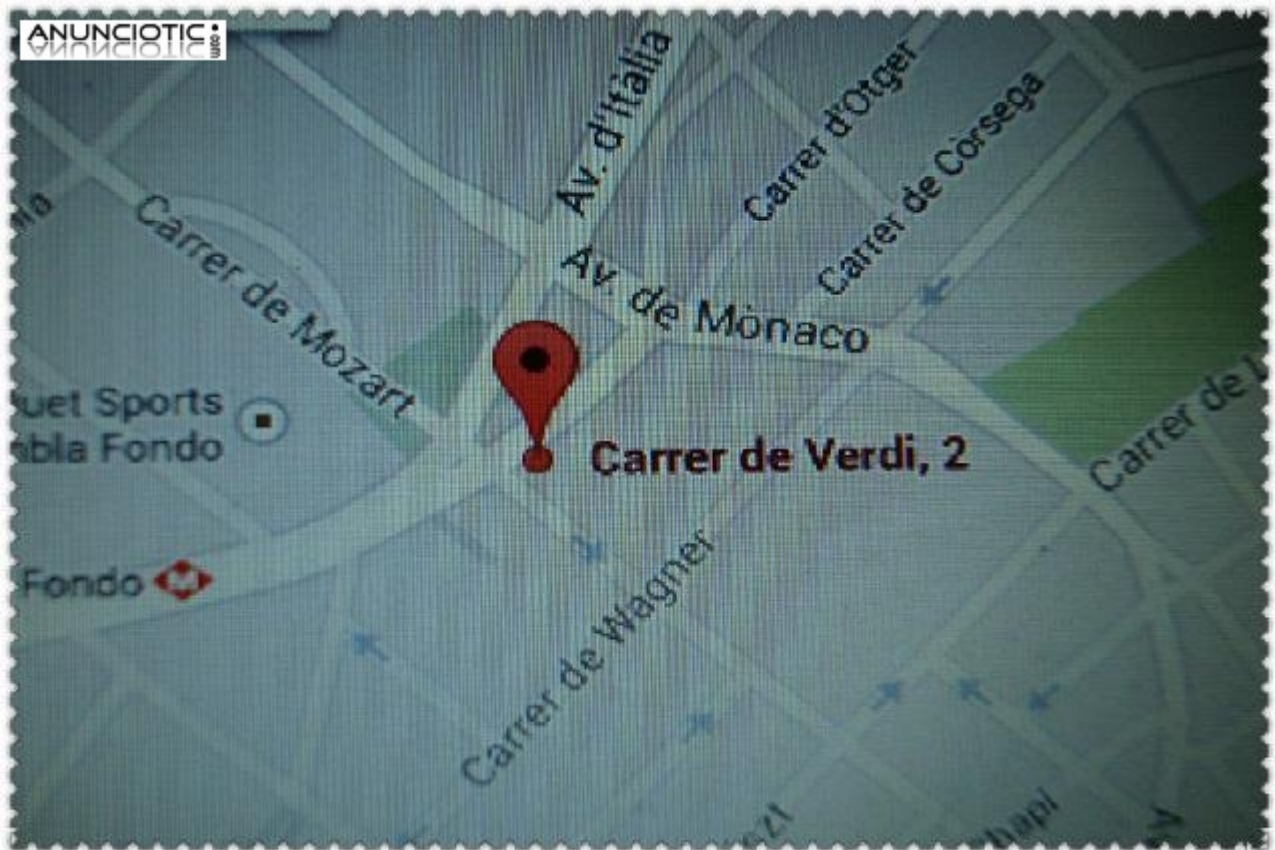 ANUNCIOTIC.com
Av. d'Itàlia
Carrer d'Otger
Carrer de Còrsega
Carrer de Mozart
Av. de Mònaco
Sports
Fondo
Carrer de Verdi, 2
Carrer de
Fondo
M
Carrer de Wagner